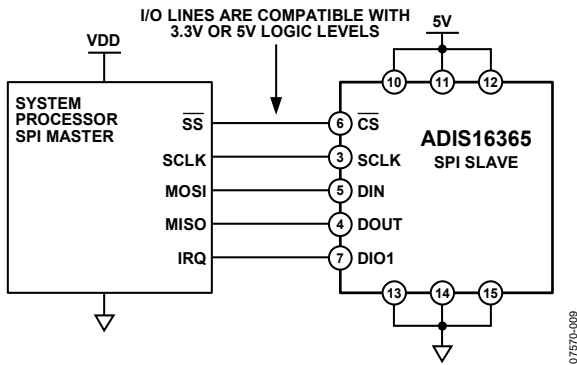 I/O LINES ARE COMPATIBLE WITH
3.3V OR 5V LOGIC LEVELS
VDD
5V
10
11
12
SYSTEM
PROCESSOR
SPI MASTER
ADIS16365
SPI SLAVE
SS
6
CS
SCLK
3
SCLK
MOSI
5
DIN
MISO
4
DOUT
IRQ
7
DIO1
13
14
15
07570-009